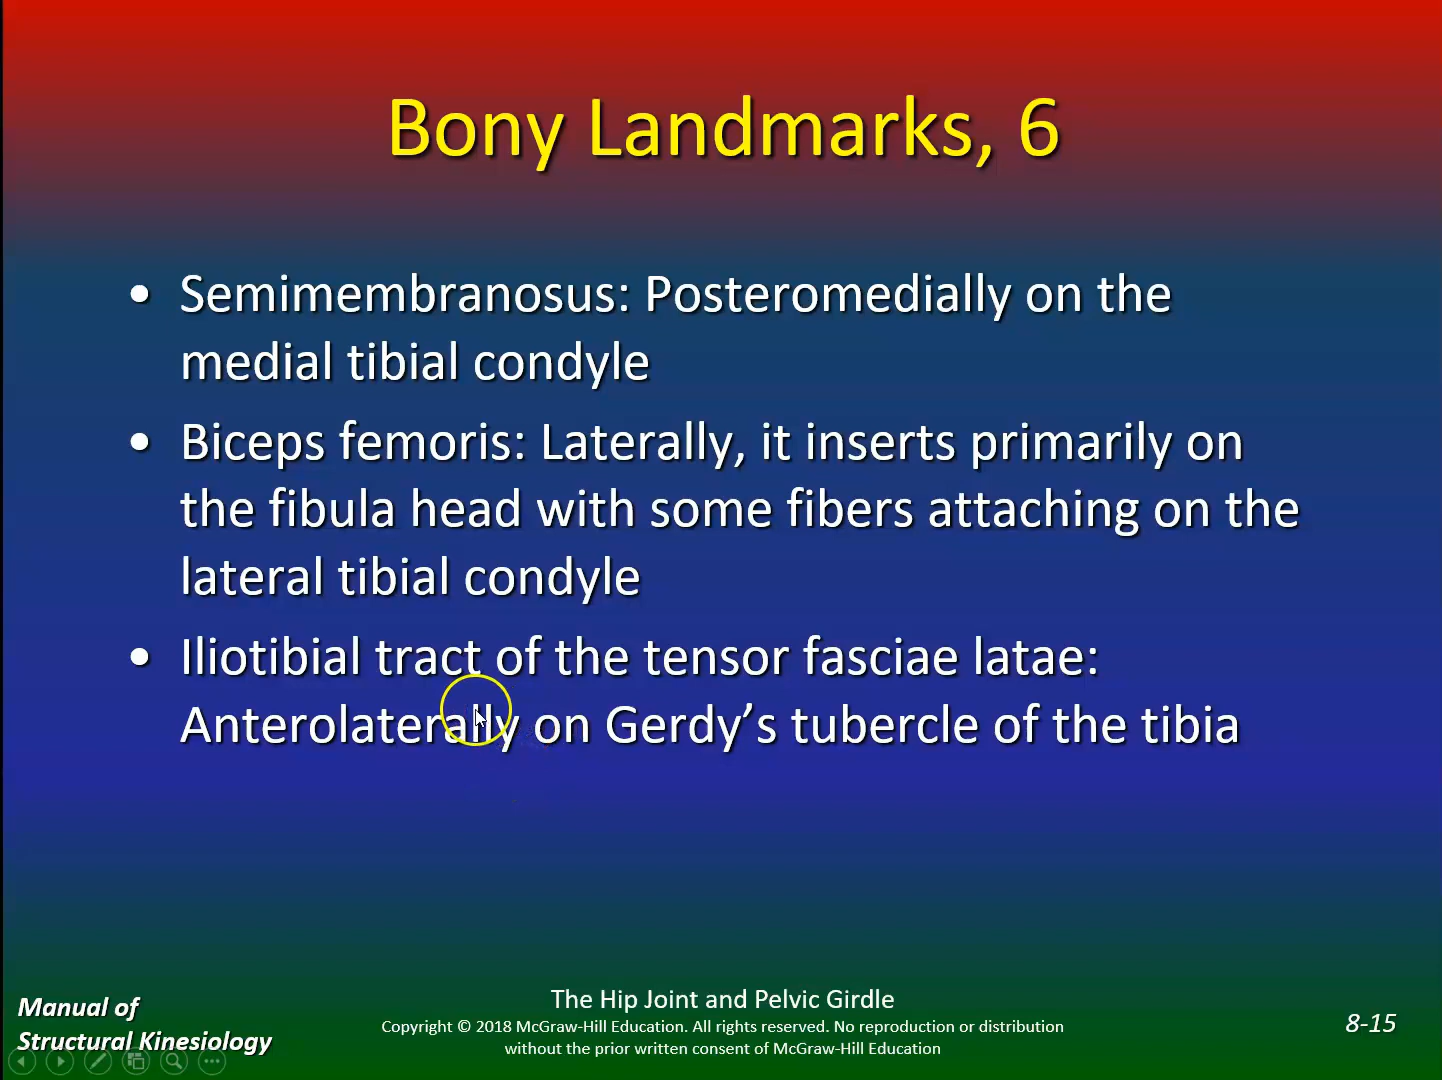 Bony Landmarks, 6
• Semimembranosus: Posteromedially on the
medial tibial condyle
• Biceps femoris: Laterally, it inserts primarily on
the fibula head with some fibers attaching on the
lateral tibial condyle
• Iliotibial tract of the tensor fasciae latae:
Anterolaterally on Gerdy’s tubercle of the tibia
Manual of
Structural Kinesiology
The Hip Joint and Pelvic Girdle
Copyright © 2018 McGraw-Hill Education. All rights reserved. No reproduction or distribution
without the prior written consent of McGraw-Hill Education
8-15